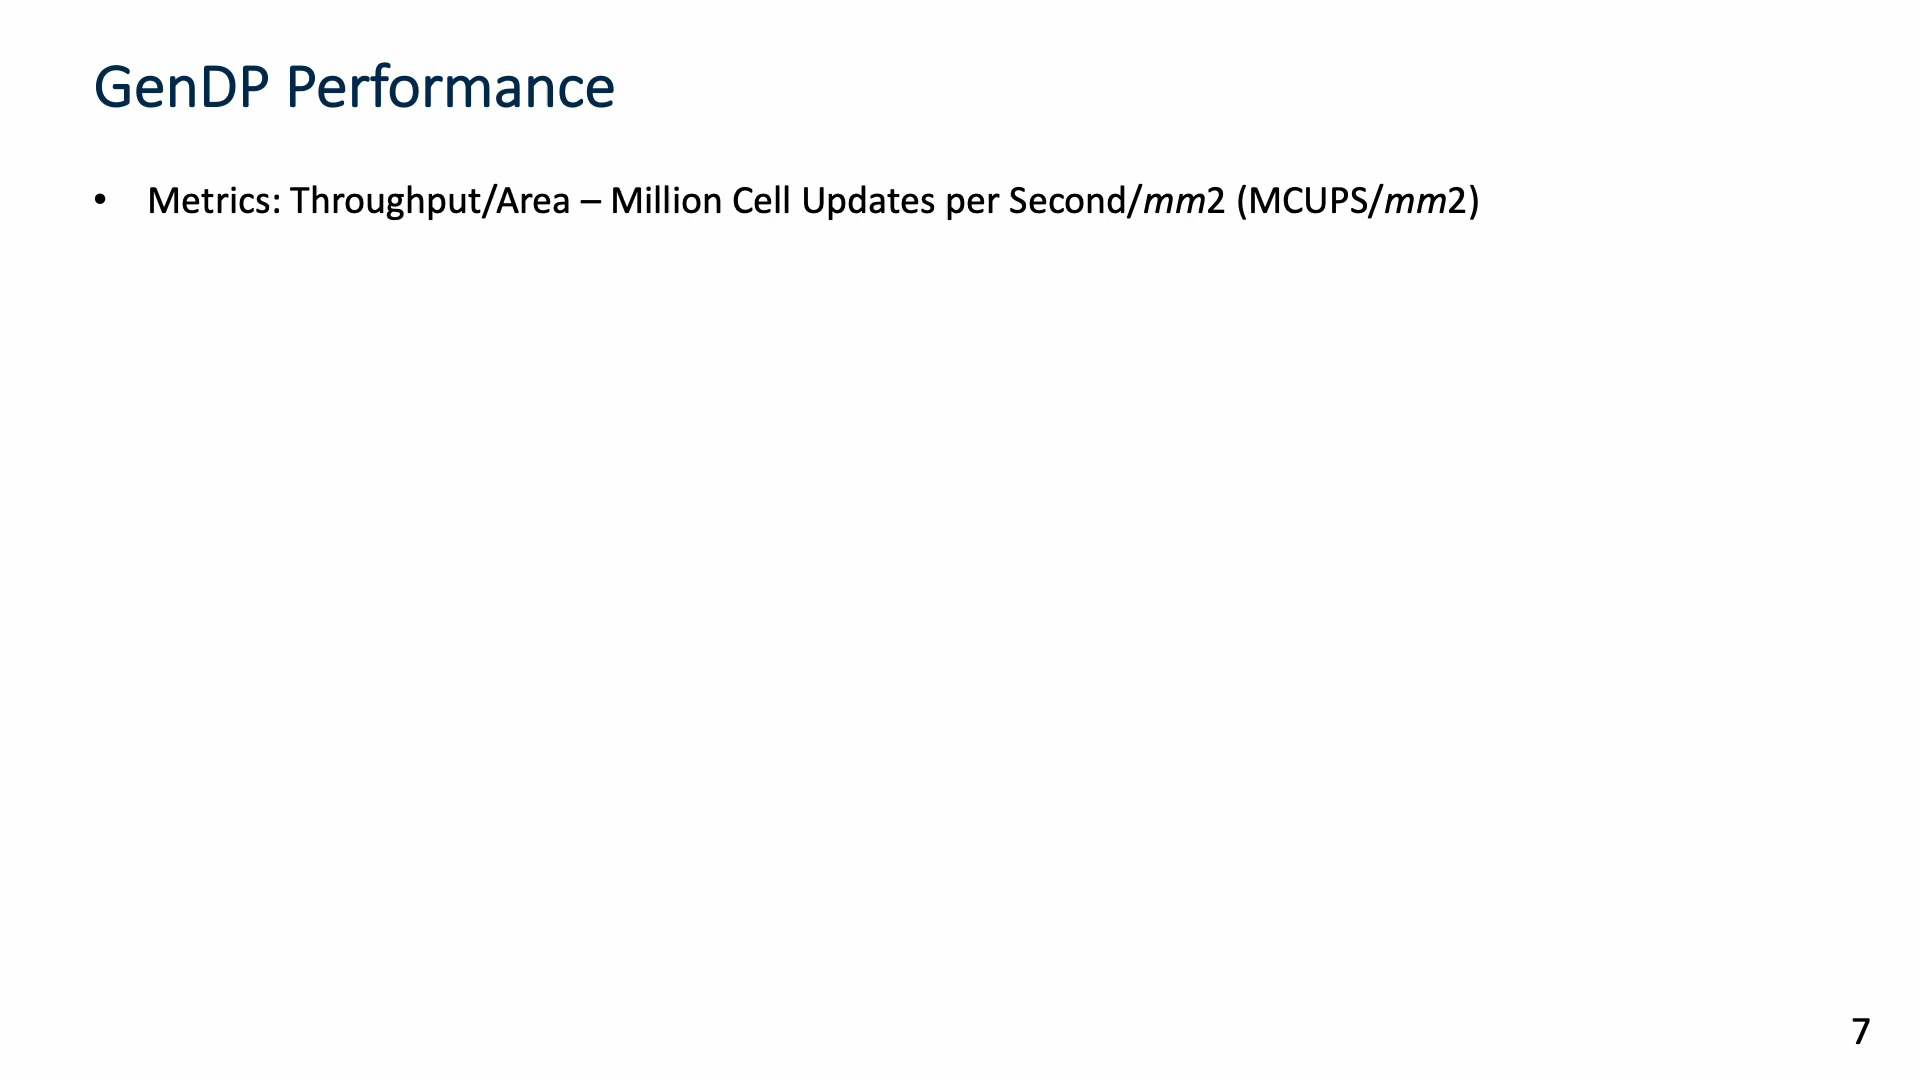 GenDP Performance
• Metrics: Throughput/Area – Million Cell Updates per Second/mm2 (MCUPS/mm2)
7